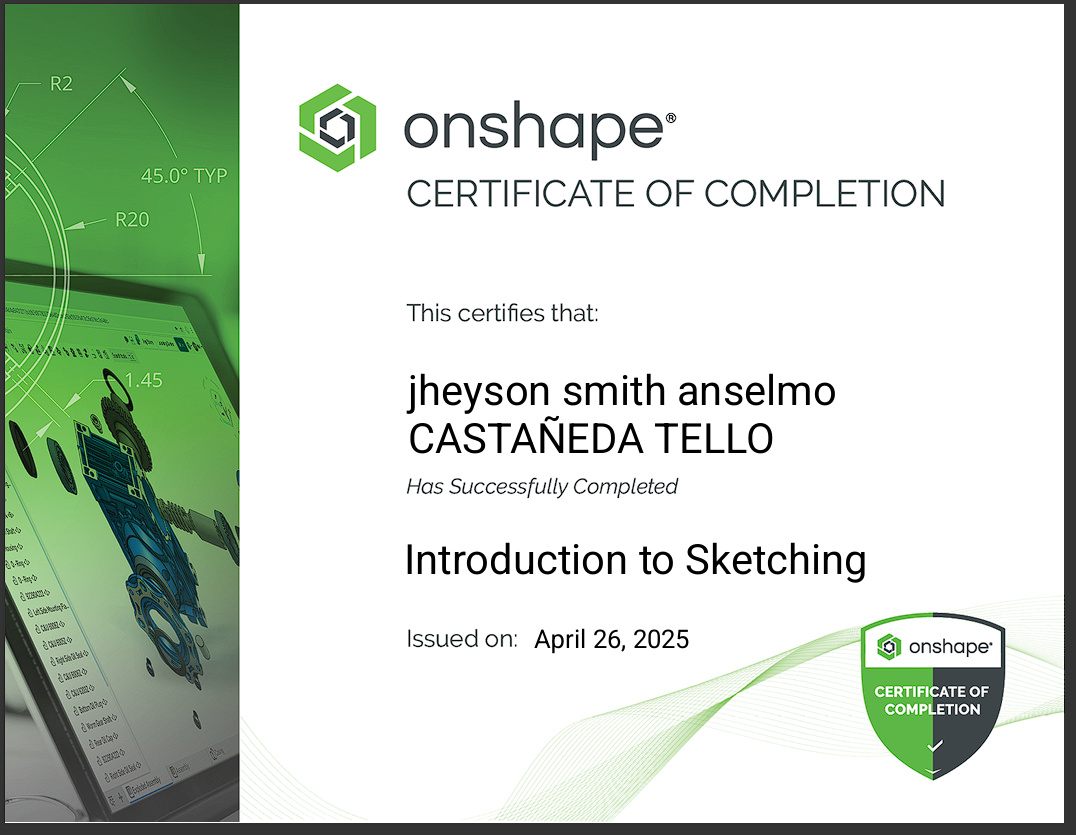 R2
45.0° TYP
R20
1.45
onshape®
CERTIFICATE OF COMPLETION
This certifies that:
jheyson smith anselmo
CASTAÑEDA TELLO
Has Successfully Completed
Introduction to Sketching
Issued on: April 26, 2025
onshape®
CERTIFICATE OF
COMPLETION